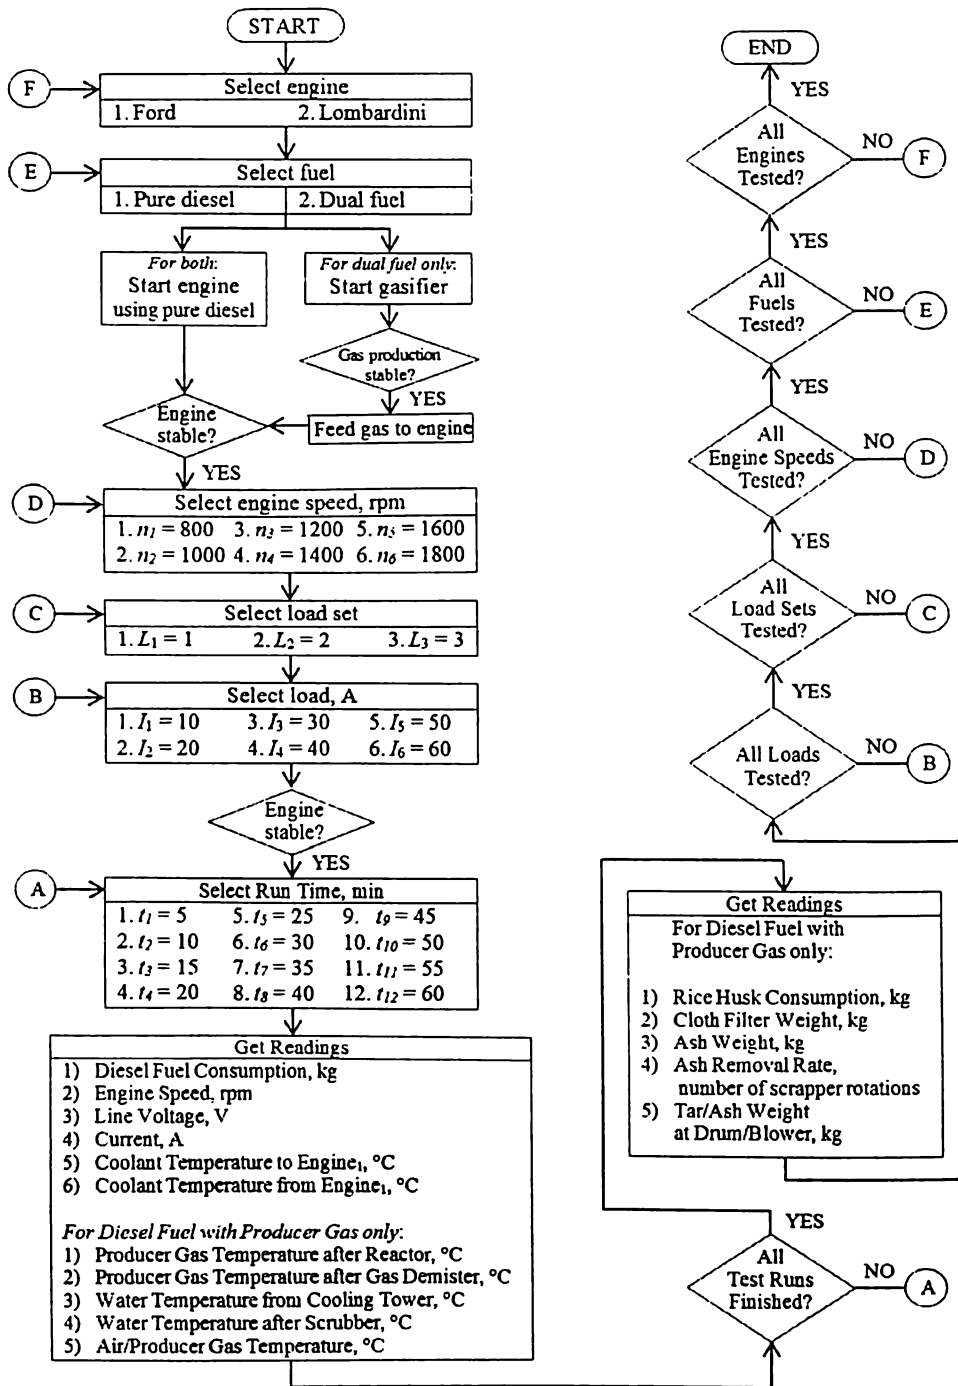 START
F
Select engine
1. Ford 2. Lombardini
E
Select fuel
1. Pure diesel 2. Dual fuel
For both:
Start engine
using pure diesel
For dual fuel only:
Start gasifier
Gas production
stable?
YES
Feed gas to engine
Engine
stable?
YES
D
Select engine speed, rpm
1. n1 = 800 3. n3 = 1200 5. n5 = 1600
2. n2 = 1000 4. n4 = 1400 6. n6 = 1800
C
Select load set
1. L1 = 1 2. L2 = 2 3. L3 = 3
B
Select load, A
1. I1 = 10 3. I3 = 30 5. I5 = 50
2. I2 = 20 4. I4 = 40 6. I6 = 60
Engine
stable?
YES
A
Select Run Time, min
1. t1 = 5 5. t5 = 25 9. t9 = 45
2. t2 = 10 6. t6 = 30 10. t10 = 50
3. t3 = 15 7. t7 = 35 11. t11 = 55
4. t4 = 20 8. t8 = 40 12. t12 = 60
Get Readings
1) Diesel Fuel Consumption, kg
2) Engine Speed, rpm
3) Line Voltage, V
4) Current, A
5) Coolant Temperature to Engine1, °C
6) Coolant Temperature from Engine1, °C
For Diesel Fuel with Producer Gas only:
1) Producer Gas Temperature after Reactor, °C
2) Producer Gas Temperature after Gas Demister, °C
3) Water Temperature from Cooling Tower, °C
4) Water Temperature after Scrubber, °C
5) Air/Producer Gas Temperature, °C
END
YES
All
Engines
Tested?
NO
F
YES
All
Fuels
Tested?
NO
E
YES
All
Engine Speeds
Tested?
NO
D
YES
All
Load Sets
Tested?
NO
C
YES
All Loads
Tested?
NO
B
Get Readings
For Diesel Fuel with
Producer Gas only:
1) Rice Husk Consumption, kg
2) Cloth Filter Weight, kg
3) Ash Weight, kg
4) Ash Removal Rate,
number of scrapper rotations
5) Tar/Ash Weight
at Drum/Blower, kg
YES
All
Test Runs
Finished?
NO
A